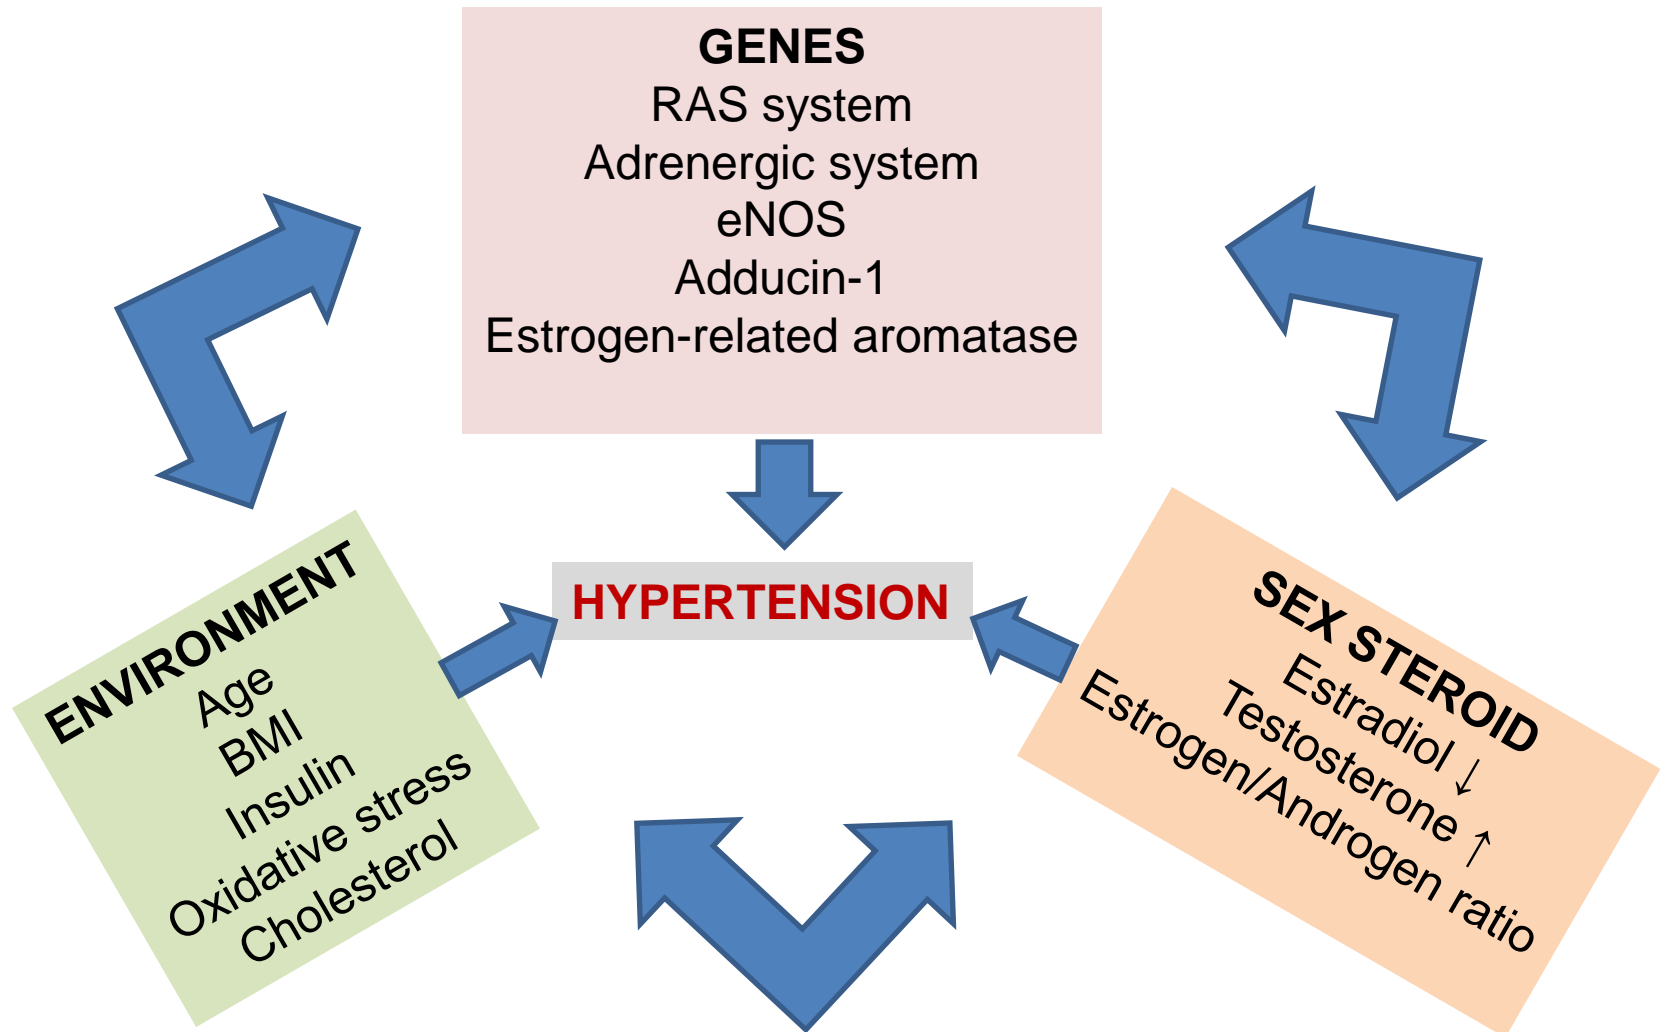 GENES
RAS system
Adrenergic system
eNOS
Adducin-1
Estrogen-related aromatase
HYPERTENSION
ENVIRONMENT
Age
BMI
Insulin
Oxidative stress
Cholesterol
SEX STEROID
Estradiol ↓
Testosterone ↑
Estrogen/Androgen ratio